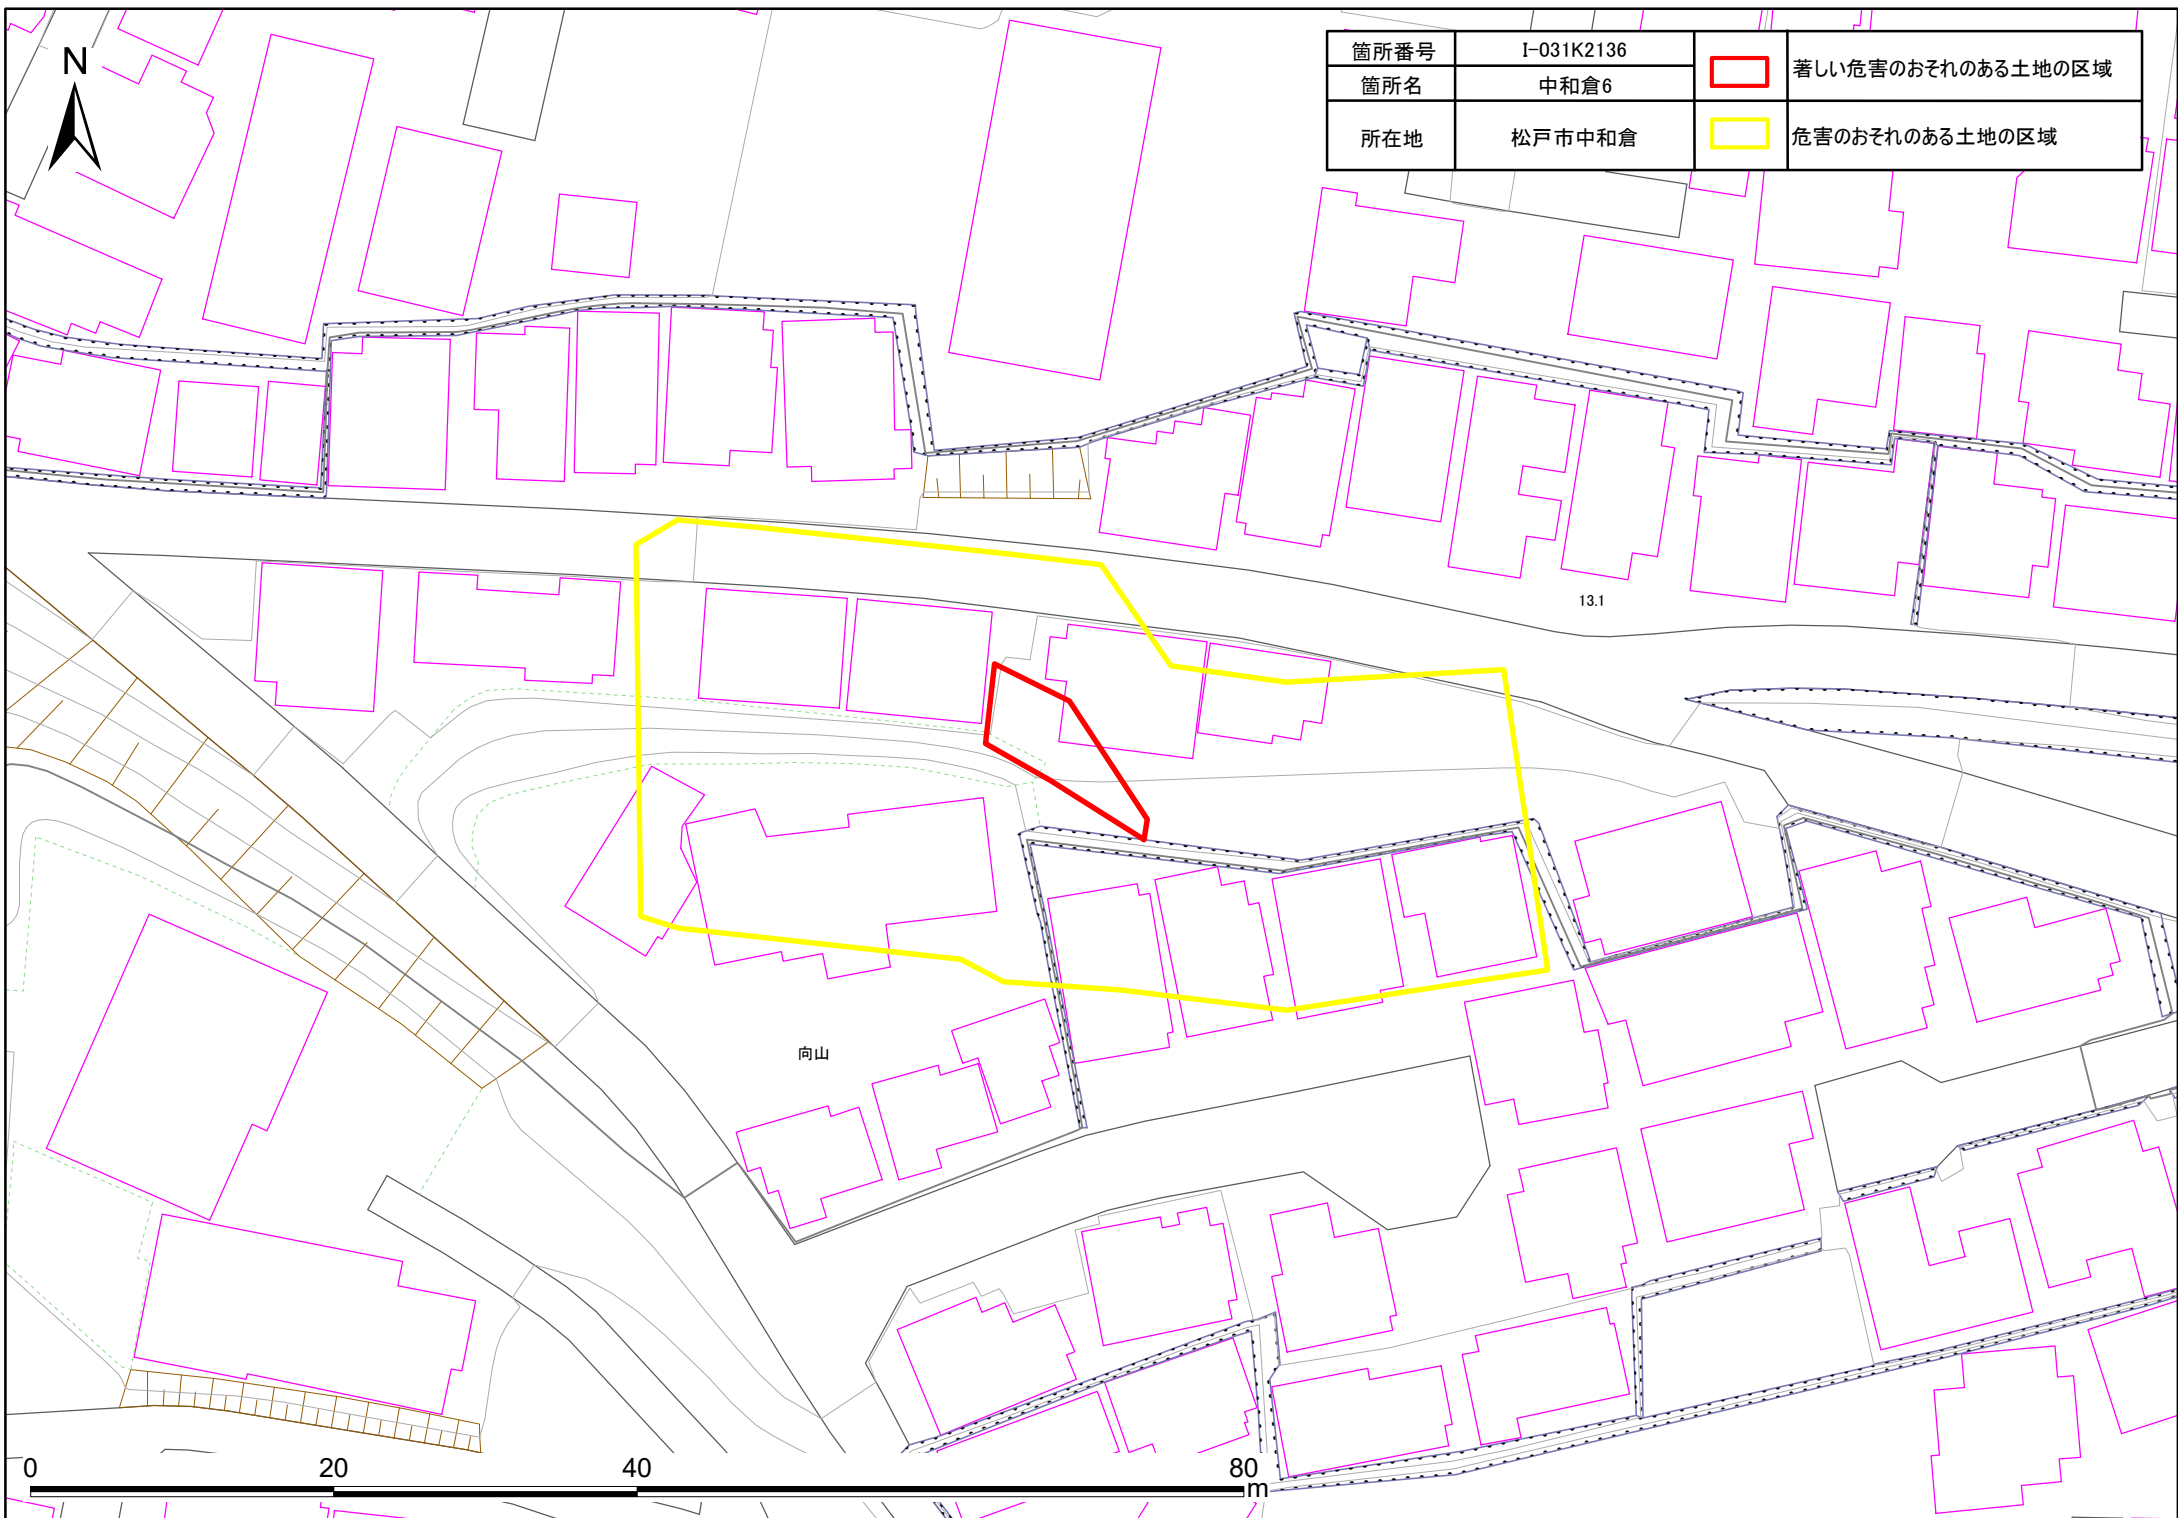 N
箇所番号 I-031K2136
箇所名 中和倉6
所在地 松戸市中和倉
著しい危害のおそれのある土地の区域
危害のおそれのある土地の区域
13.1
向山
0 20 40 80
m